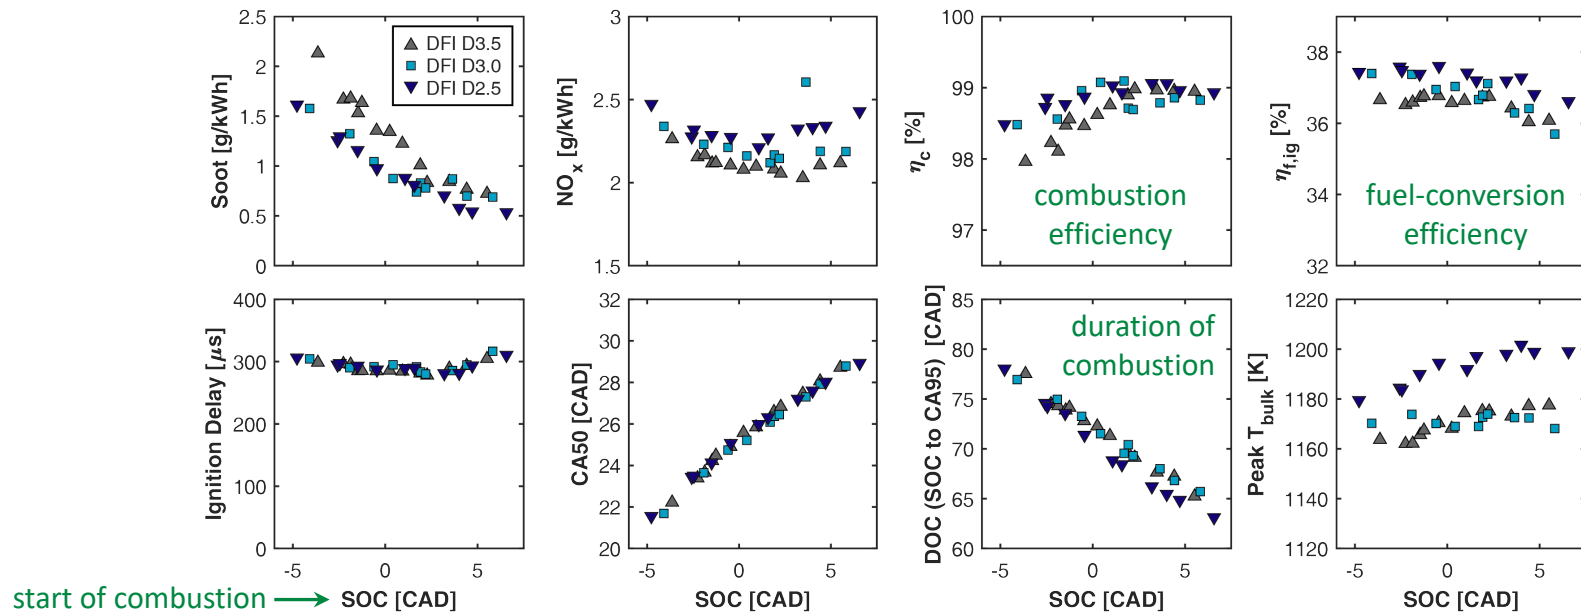 2.5
2
1.5
1
0.5
0
Soot [g/kWh]
DFI D3.5
DFI D3.0
DFI D2.5
3
2.5
2
1.5
NOx [g/kWh]
100
99
98
97
ηc [%]
combustion
efficiency
38
36
34
32
ηf,ig [%]
fuel-conversion
efficiency
400
300
200
100
0
Ignition Delay [μs]
-5
0
5
SOC [CAD]
32
30
28
26
24
22
20
CA50 [CAD]
-5
0
5
SOC [CAD]
85
80
75
70
65
60
DOC (SOC to CA95) [CAD]
duration of
combustion
-5
0
5
SOC [CAD]
1220
1200
1180
1160
1140
1120
Peak Tbulk [K]
-5
0
5
SOC [CAD]
start of combustion